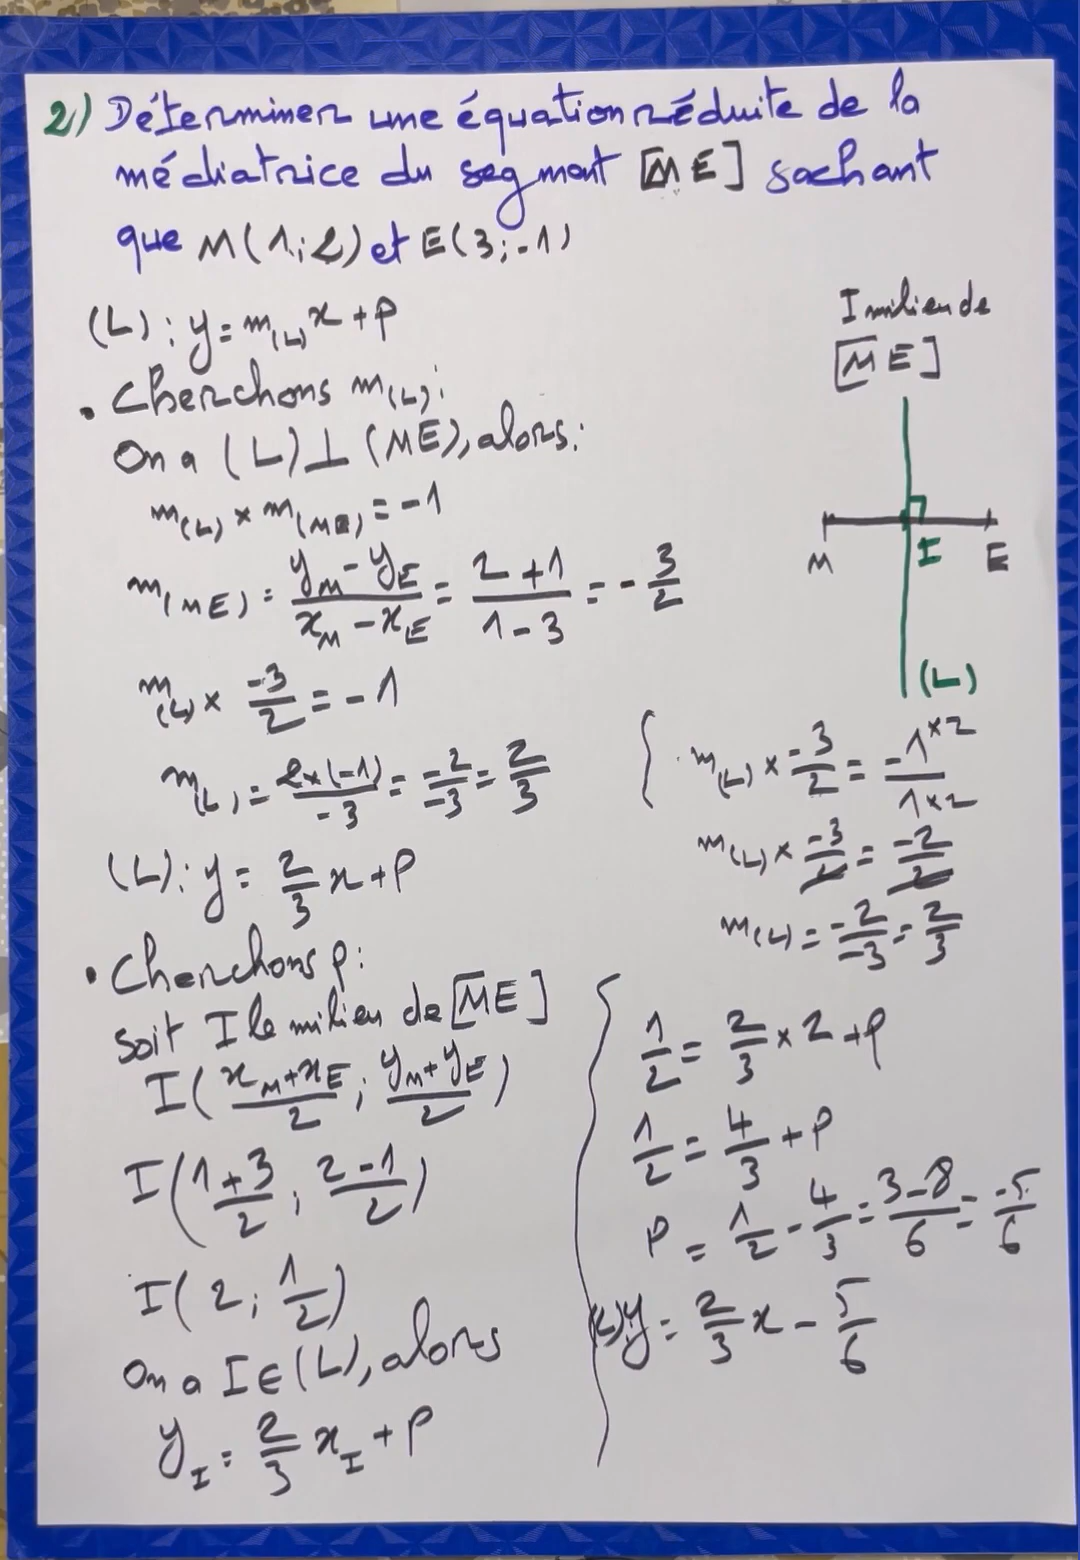 2) Déterminer une équation réduite de la
médiatrice du segment [ME] sachant
que M(1;2) et E(3;-1)
(L): y = m(L) x + P
• Cherchons m(L):
On a (L) ⊥ (ME), alors:
m(L) × m(ME) = -1
m(ME) = (yM - yE)/(xM - xE) = (2+1)/(1-3) = - 3/2
m(L) × -3/2 = -1
m(L) = (2×(-1))/-3 = -2/-3 = 2/3
(L): y = 2/3 x + P
• Cherchons P:
soit I le milieu de [ME]
I( (xM+xE)/2 ; (yM+yE)/2 )
I( (1+3)/2 ; (2-1)/2 )
I( 2 ; 1/2 )
On a I∈(L), alors
yI = 2/3 xI + P
I milieu de
[ME]
M I E
(L)
m(L) × -3/2 = -1×2/1×2
m(L) × -3/2 = -2/2
m(L) = -2/-3 = 2/3
1/2 = 2/3 × 2 + P
1/2 = 4/3 + P
P = 1/2 - 4/3 = (3-8)/6 = -5/6
(L): y = 2/3 x - 5/6